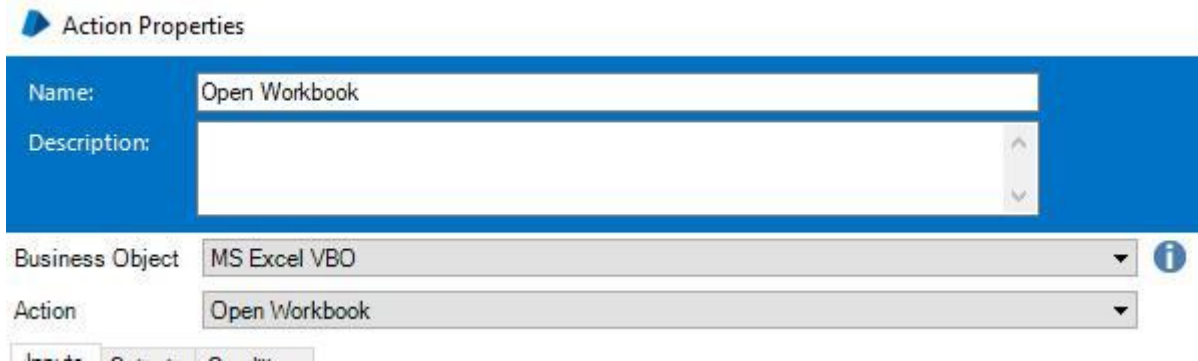 Action Properties
Name: Open Workbook
Description:
Business Object MS Excel VBO
Action Open Workbook